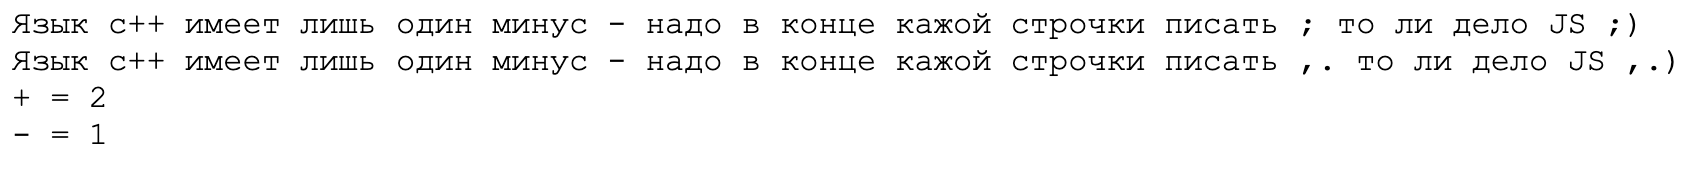 Язык с++ имеет лишь один минус - надо в конце кажой строчки писать ; то ли дело JS ;)
Язык с++ имеет лишь один минус - надо в конце кажой строчки писать ,. то ли дело JS ,.)
+ = 2
- = 1